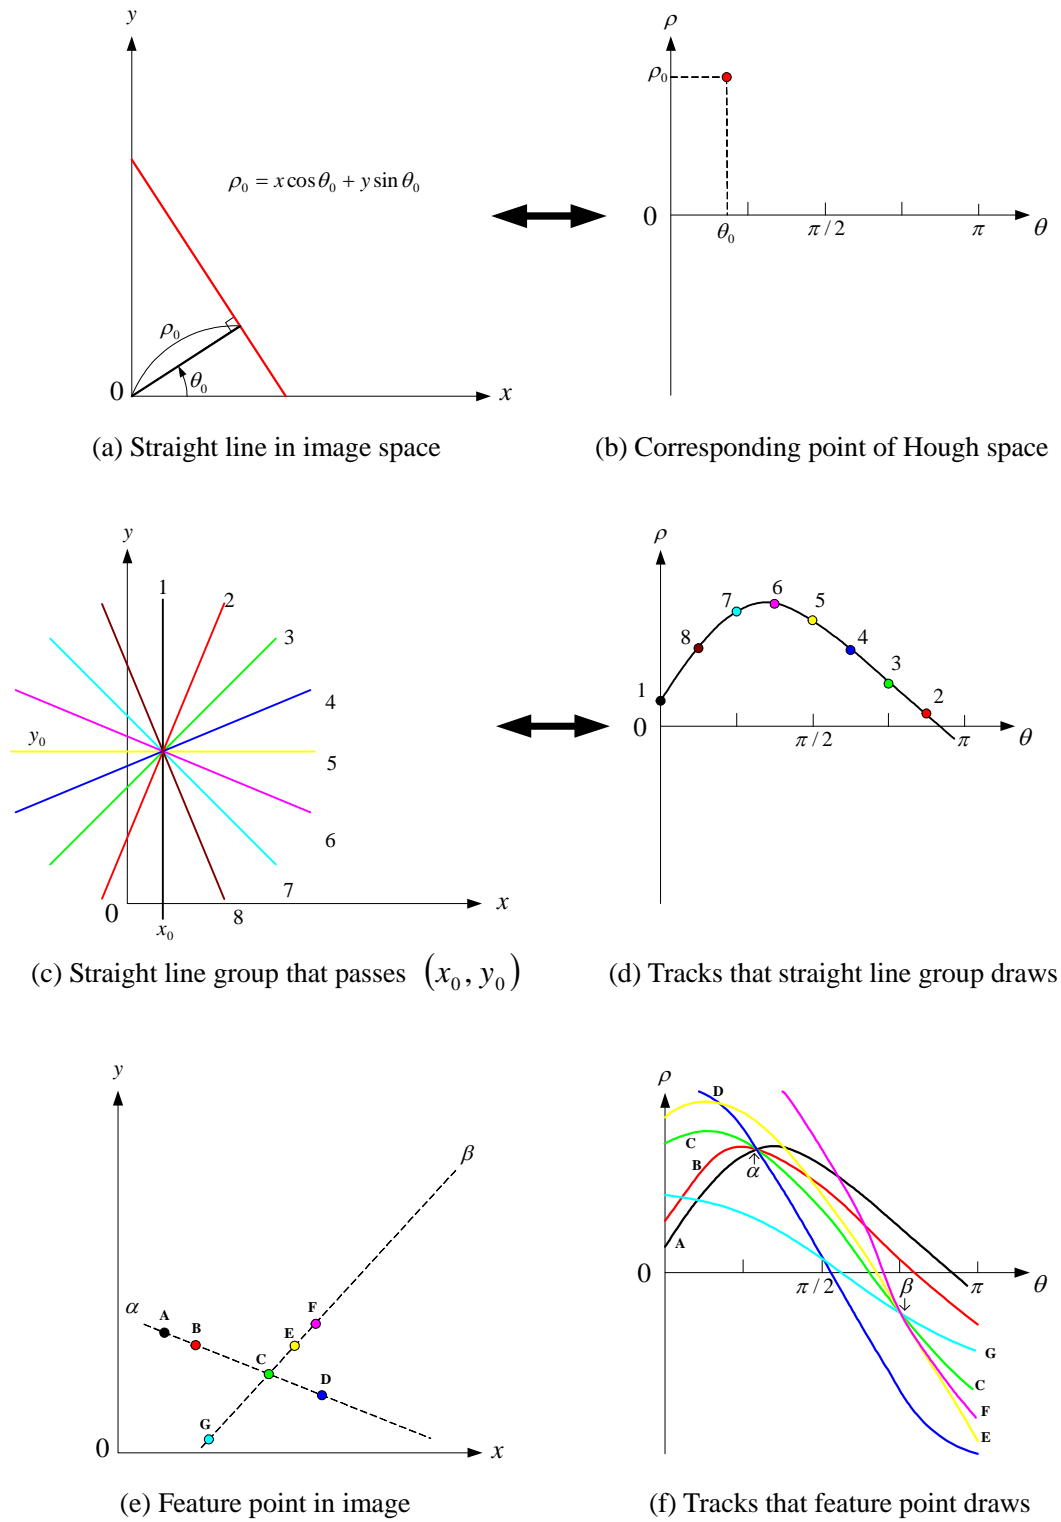 y
ρ₀ = x cos θ₀ + y sin θ₀
ρ₀
θ₀
0
x
(a) Straight line in image space
ρ
ρ₀
0
θ₀
π / 2
π
θ
(b) Corresponding point of Hough space
y
1
2
3
4
y₀
5
6
7
8
0
x₀
x
(c) Straight line group that passes (x₀, y₀)
ρ
1
8
7
6
5
4
3
2
0
π / 2
π
θ
(d) Tracks that straight line group draws
y
β
α
A
B
C
E
F
D
G
0
x
(e) Feature point in image
ρ
D
C
B
A
α
0
π / 2
β
π
θ
G
C
F
E
(f) Tracks that feature point draws